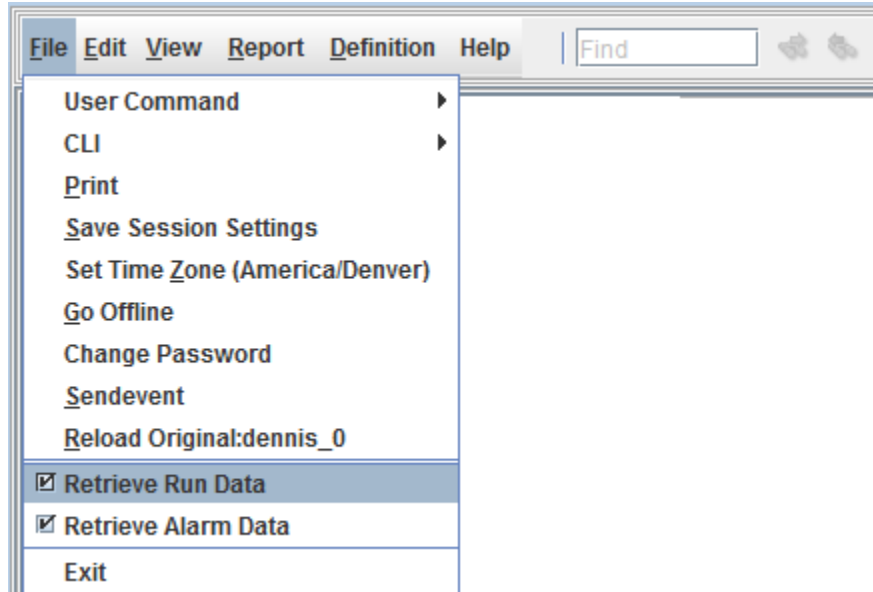 File Edit View Report Definition Help Find
User Command
CLI
Print
Save Session Settings
Set Time Zone (America/Denver)
Go Offline
Change Password
Sendevent
Reload Original:dennis_0
Retrieve Run Data
Retrieve Alarm Data
Exit